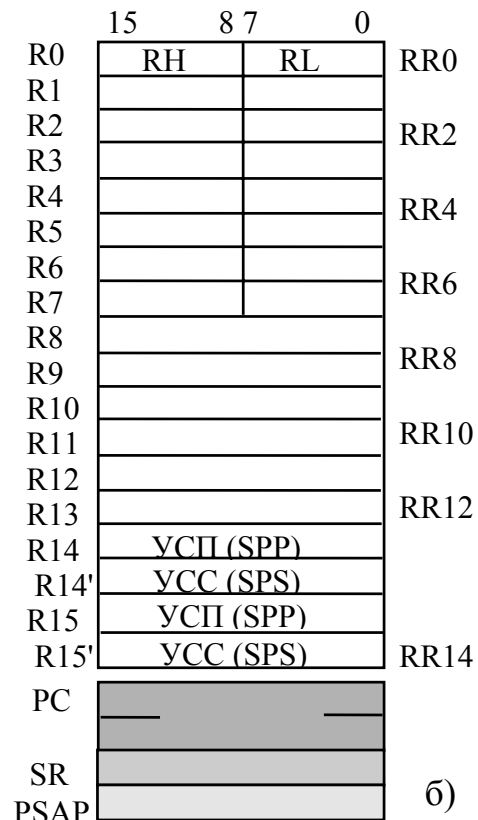 15 8 7 0
R0 RH RL RR0
R1
R2 RR2
R3
R4 RR4
R5
R6 RR6
R7
R8 RR8
R9
R10 RR10
R11
R12 RR12
R13
R14 УСП (SPP)
R14' УСС (SPS)
R15 УСП (SPP)
R15' УСС (SPS) RR14
PC
SR б)
PSAP